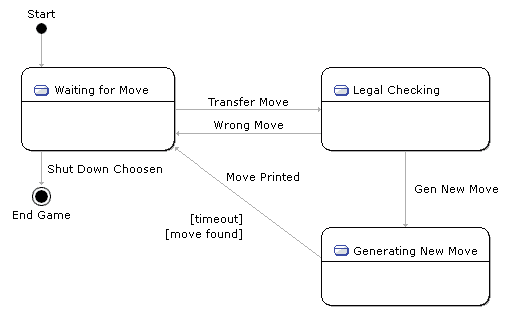 Start
Waiting for Move
Legal Checking
Transfer Move
Wrong Move
Shut Down Choosen
Move Printed
Gen New Move
End Game
[timeout]
[move found]
Generating New Move